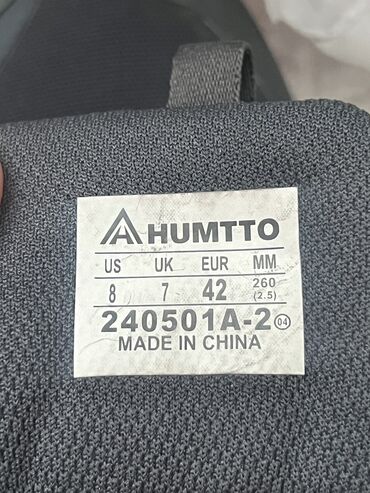 HUMTTO
US UK EUR MM
8 7 42 260 (2.5)
240501A-2 04
MADE IN CHINA